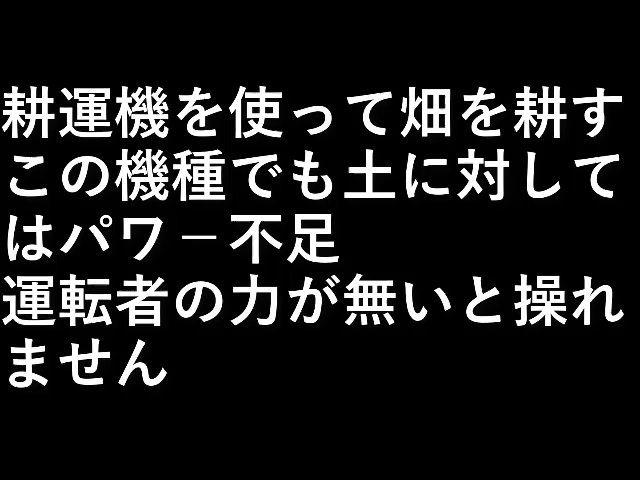 耕運機を使って畑を耕す
この機種でも土に対して
はパワ－不足
運転者の力が無いと操れ
ません